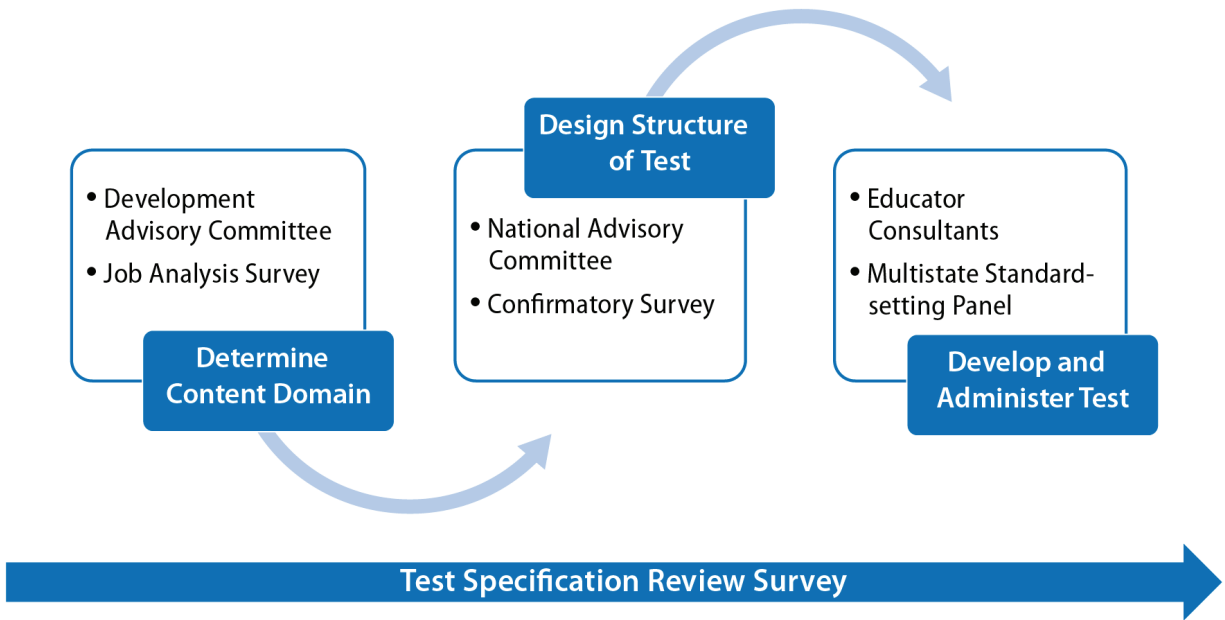 • Development
Advisory Committee
• Job Analysis Survey
Determine
Content Domain
Design Structure
of Test
• National Advisory
Committee
• Confirmatory Survey
• Educator
Consultants
• Multistate Standard-
setting Panel
Develop and
Administer Test
Test Specification Review Survey